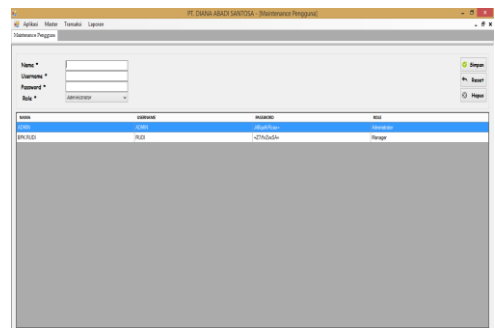 PT. DIANA ABADI SANTOSA - [Maintenance Pengguna]
Aplikasi Master Transaksi Laporan
Maintenance Pengguna
Nama *
Username *
Password *
Role * Administrator
Simpan
Reset
Hapus
NAMA USERNAME PASSWORD ROLE
ADMIN ADMIN Administrator
BPK RUDI RUDI Manager